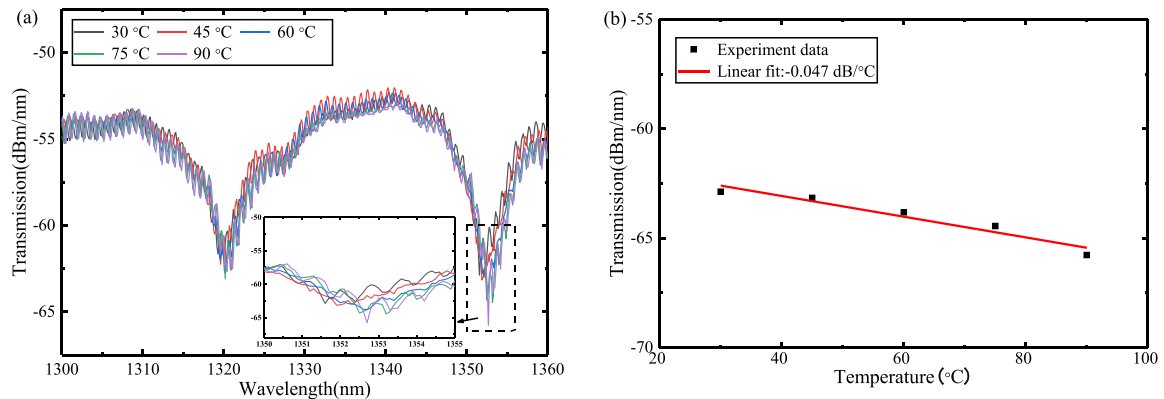 (a)
30 °C 45 °C 60 °C
75 °C 90 °C
-50
-55
-60
-65
Transmission(dBm/nm)
1300 1310 1320 1330 1340 1350 1360
Wavelength(nm)
-50
-55
-60
-65
1350 1351 1352 1353 1354 1355
(b)
Experiment data
Linear fit:-0.047 dB/°C
-55
-60
-65
-70
Transmission(dBm/nm)
20 40 60 80 100
Temperature(°C)